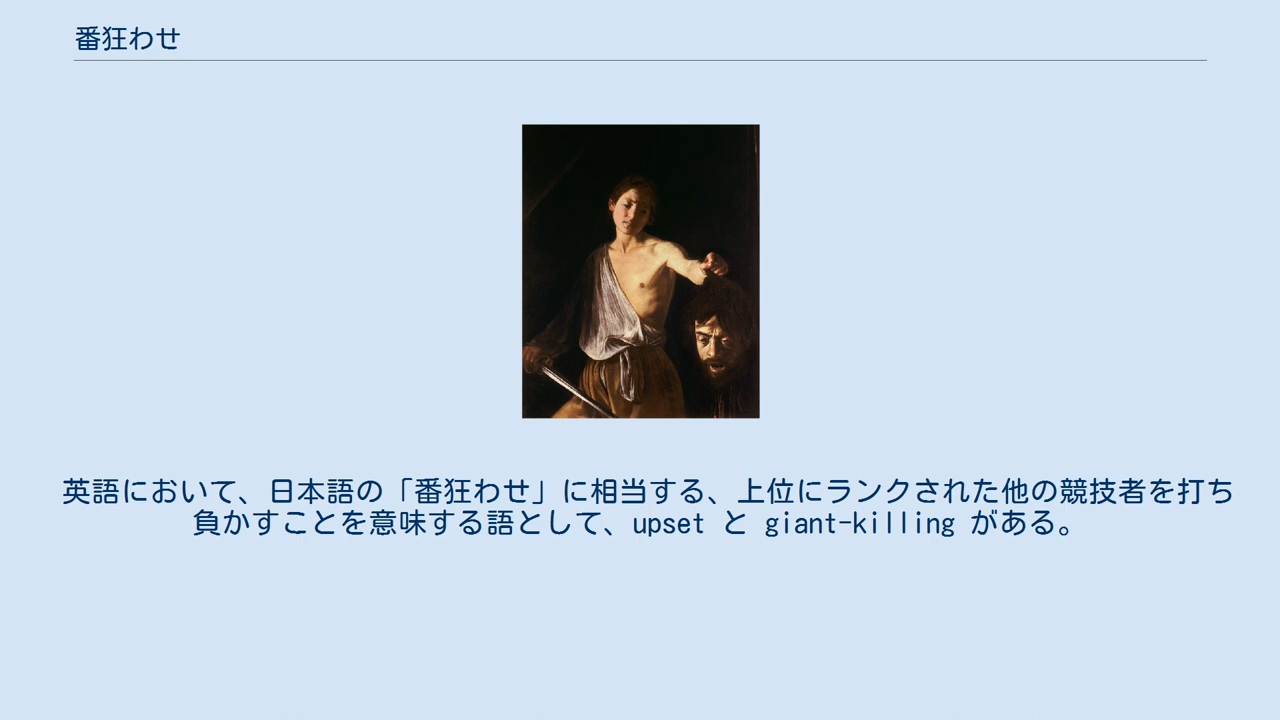 番狂わせ
英語において、日本語の「番狂わせ」に相当する、上位にランクされた他の競技者を打ち
負かすことを意味する語として、upset と giant-killing がある。